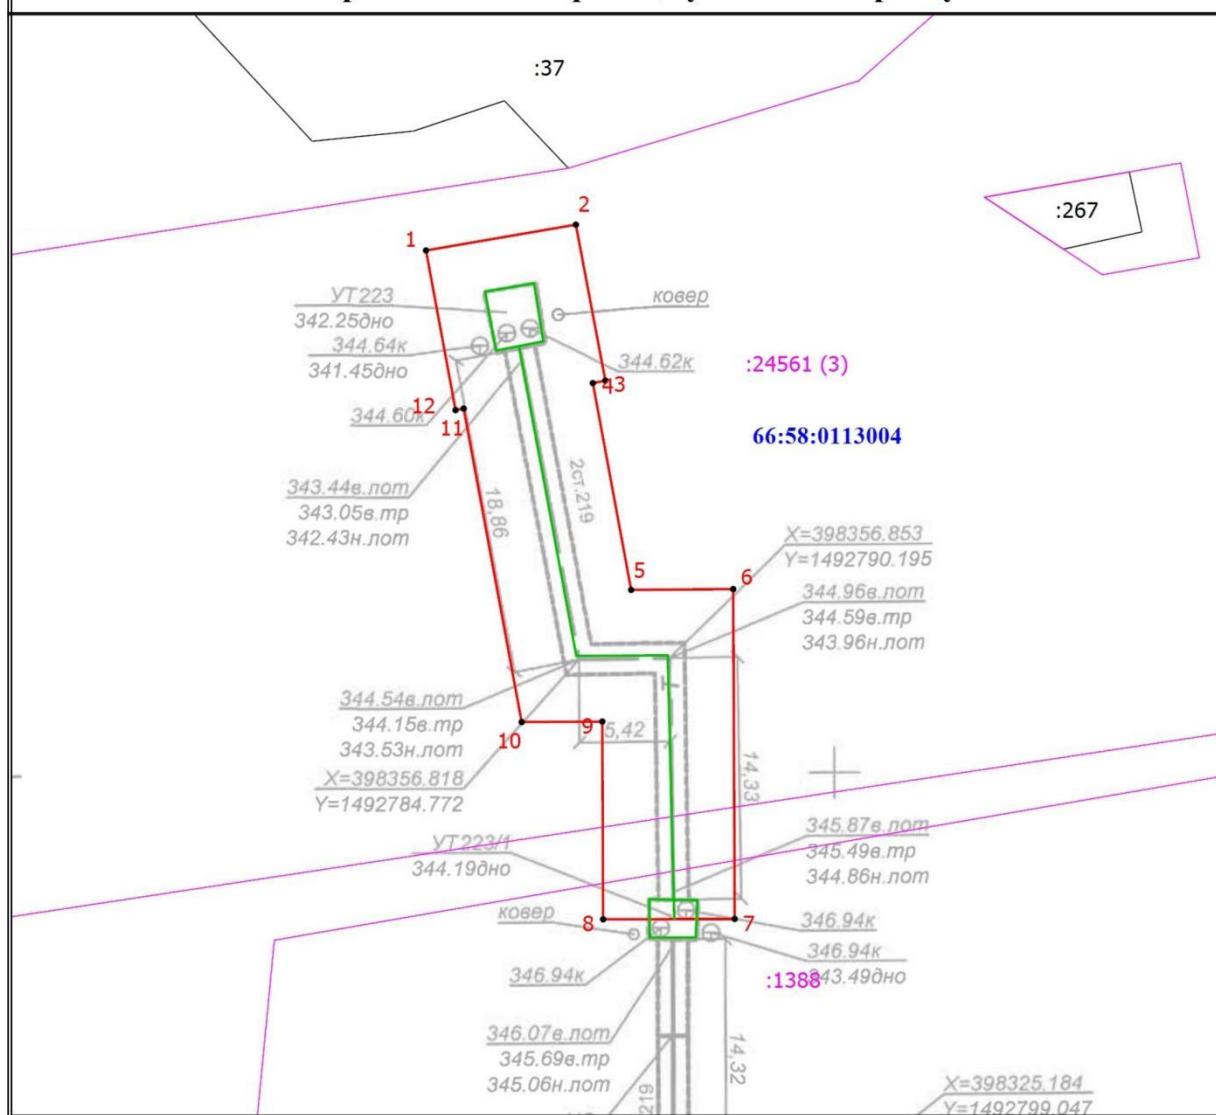 :37
2
1
:267
УТ223
342.25дно
ковер
344.64к
341.45дно
344.62к
:24561 (3)
43
12
344.60к
11
66:58:0113004
343.44в.лот
343.05в.тр
342.43н.лот
18,86
2ст.219
X=398356.853
Y=1492790.195
5
6
344.96в.лот
344.59в.тр
343.96н.лот
344.54в.лот
344.15в.тр
343.53н.лот
9
5,42
10
X=398356.818
Y=1492784.772
14,33
УТ223/1
344.19дно
345.87в.лот
345.49в.тр
344.86н.лот
ковер
8
7
346.94к
346.94к
343.49дно
346.94к
:1388
346.07в.лот
345.69в.тр
345.06н.лот
14,32
219
X=398325.184
Y=1492799.047